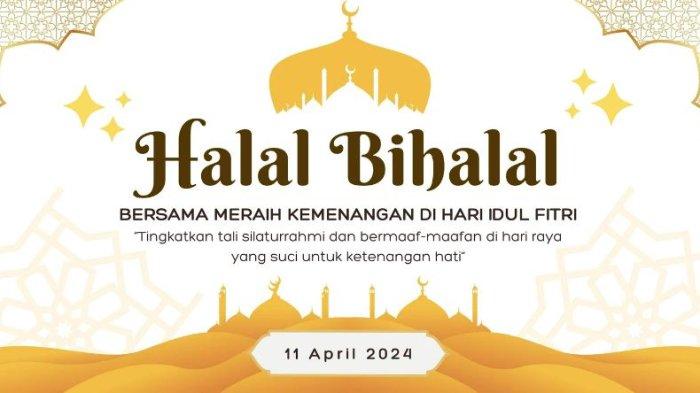 Halal Bihalal
BERSAMA MERAIH KEMENANGAN DI HARI IDUL FITRI
"Tingkatkan tali silaturrahmi dan bermaaf-maafan di hari raya
yang suci untuk ketenangan hati"
11 April 2024